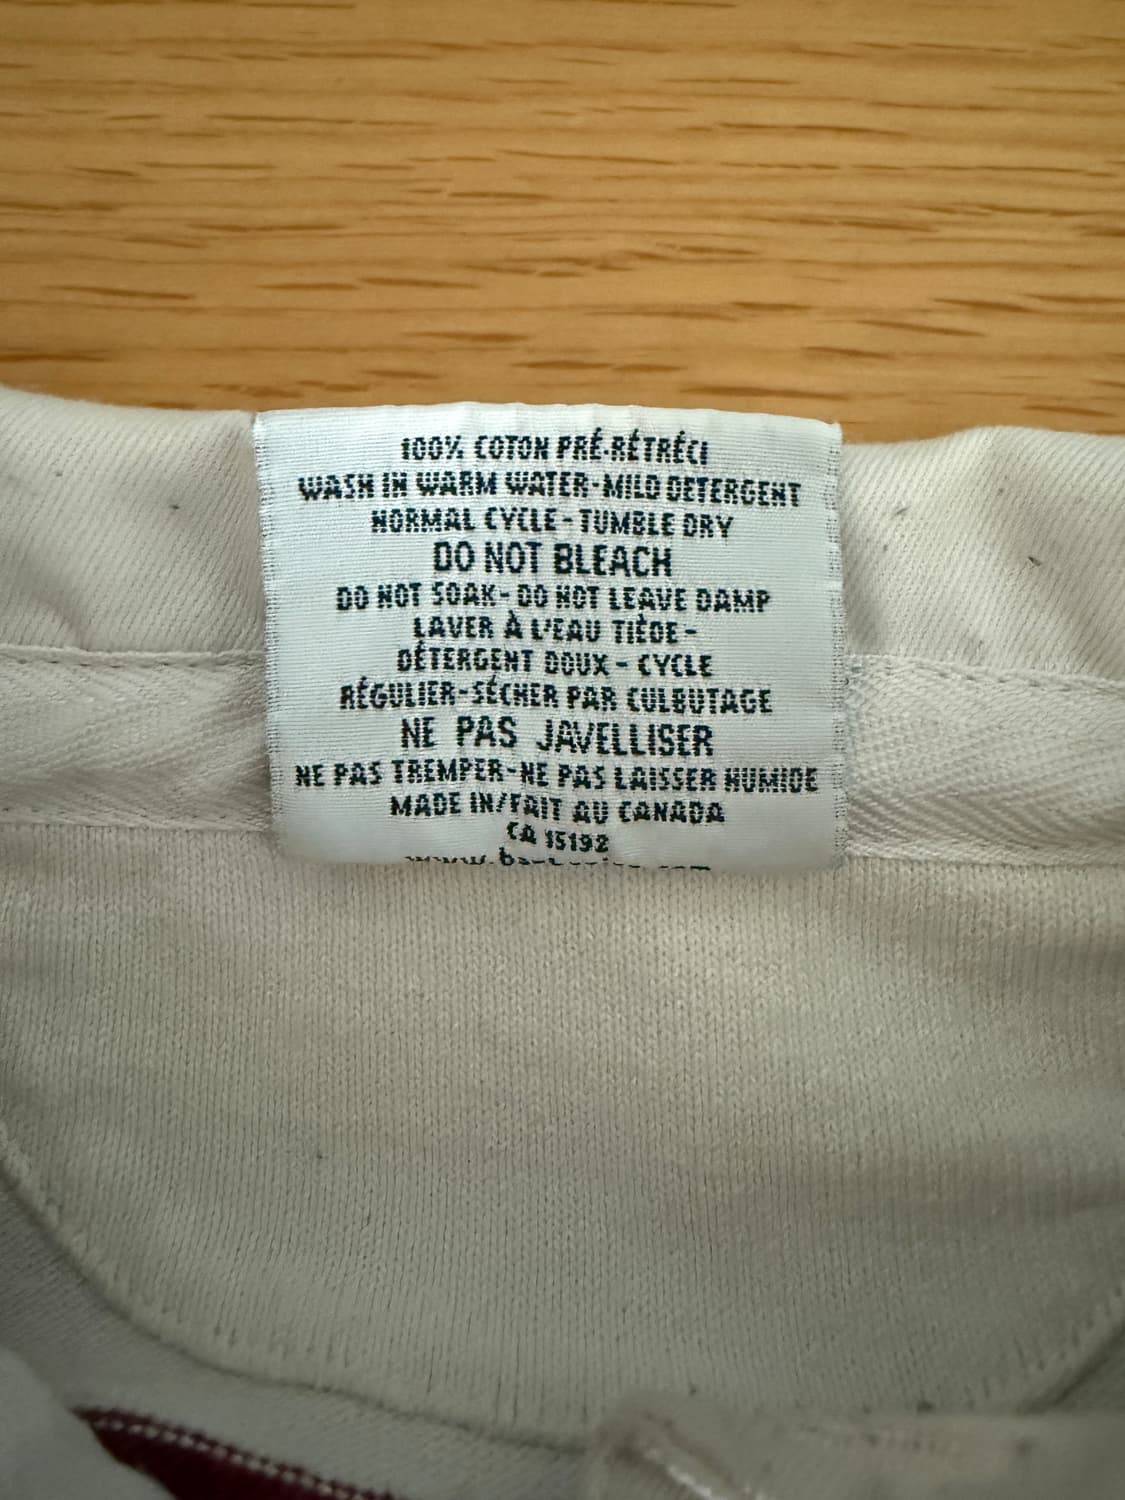 100% COTON PRÉ-RÉTRÉCI
WASH IN WARM WATER-MILD DETERGENT
NORMAL CYCLE-TUMBLE DRY
DO NOT BLEACH
DO NOT SOAK-DO NOT LEAVE DAMP
LAVER À L'EAU TIÈDE-
DÉTERGENT DOUX-CYCLE
RÉGULIER-SÉCHER PAR CULBUTAGE
NE PAS JAVELLISER
NE PAS TREMPER-NE PAS LAISSER HUMIDE
MADE IN/FAIT AU CANADA
CA 15192